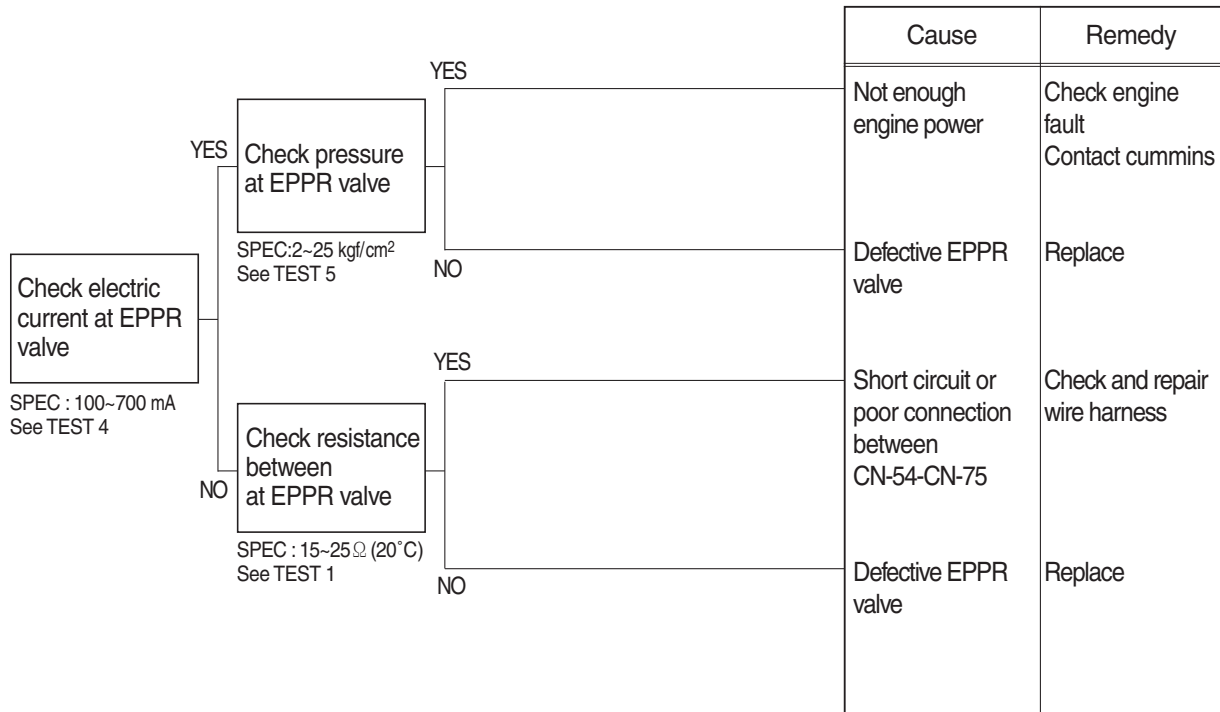 Cause
Remedy
YES
Not enough
engine power
Check engine
fault
Contact cummins
YES
Check pressure
at EPPR valve
SPEC:2~25 kgf/cm²
See TEST 5
NO
Defective EPPR
valve
Replace
Check electric
current at EPPR
valve
SPEC : 100~700 mA
See TEST 4
YES
Short circuit or
poor connection
between
CN-54-CN-75
Check and repair
wire harness
NO
Check resistance
between
at EPPR valve
SPEC : 15~25Ω (20˚C)
See TEST 1
NO
Defective EPPR
valve
Replace